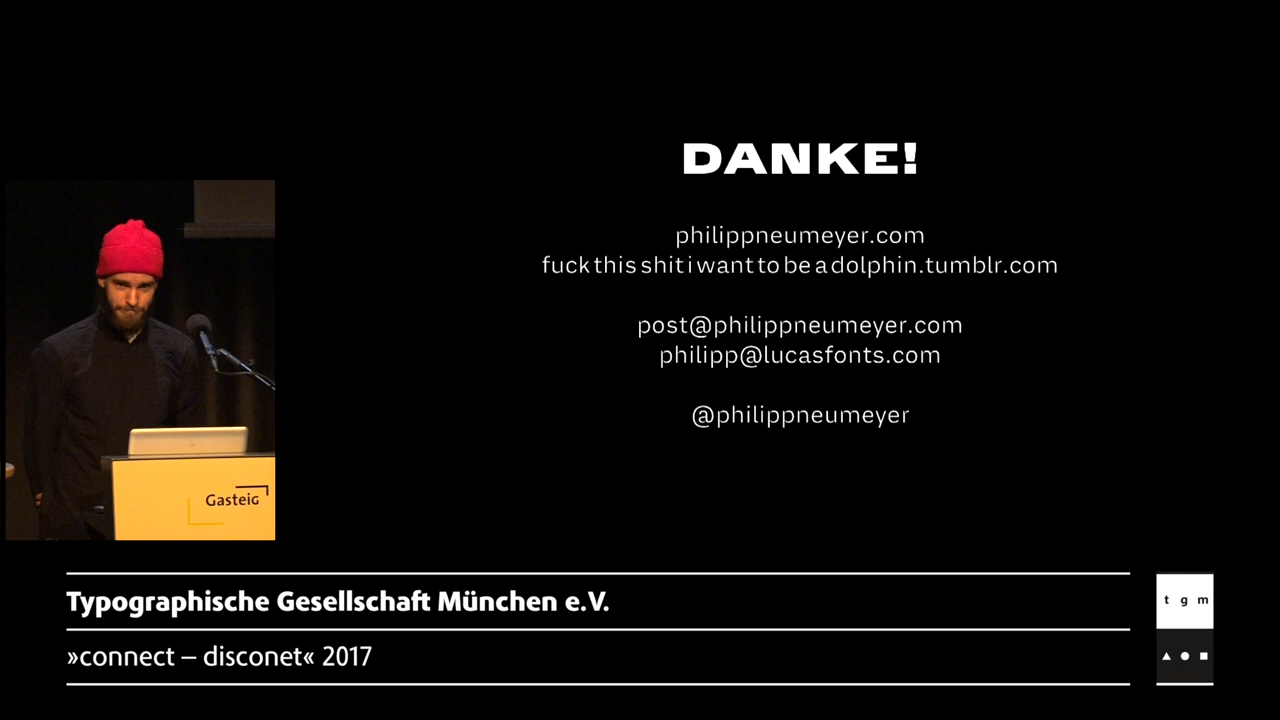 DANKE!
philippneumeyer.com
fuckthisshitiwanttobeadolphin.tumblr.com
post@philippneumeyer.com
philipp@lucasfonts.com
@philippneumeyer
Gasteig
Typographische Gesellschaft München e.V.
»connect – disconet« 2017
t g m